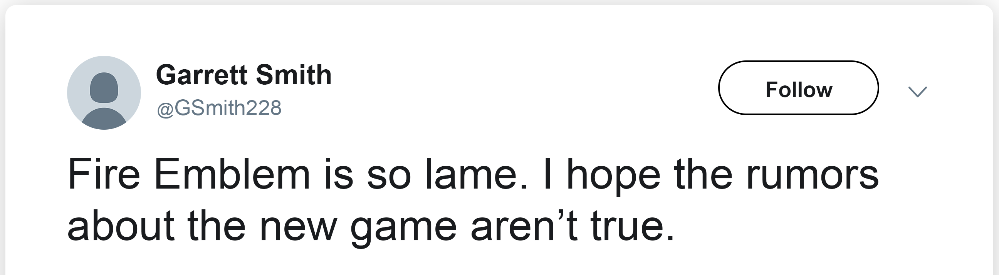 Garrett Smith
@GSmith228
Follow
Fire Emblem is so lame. I hope the rumors
about the new game aren’t true.